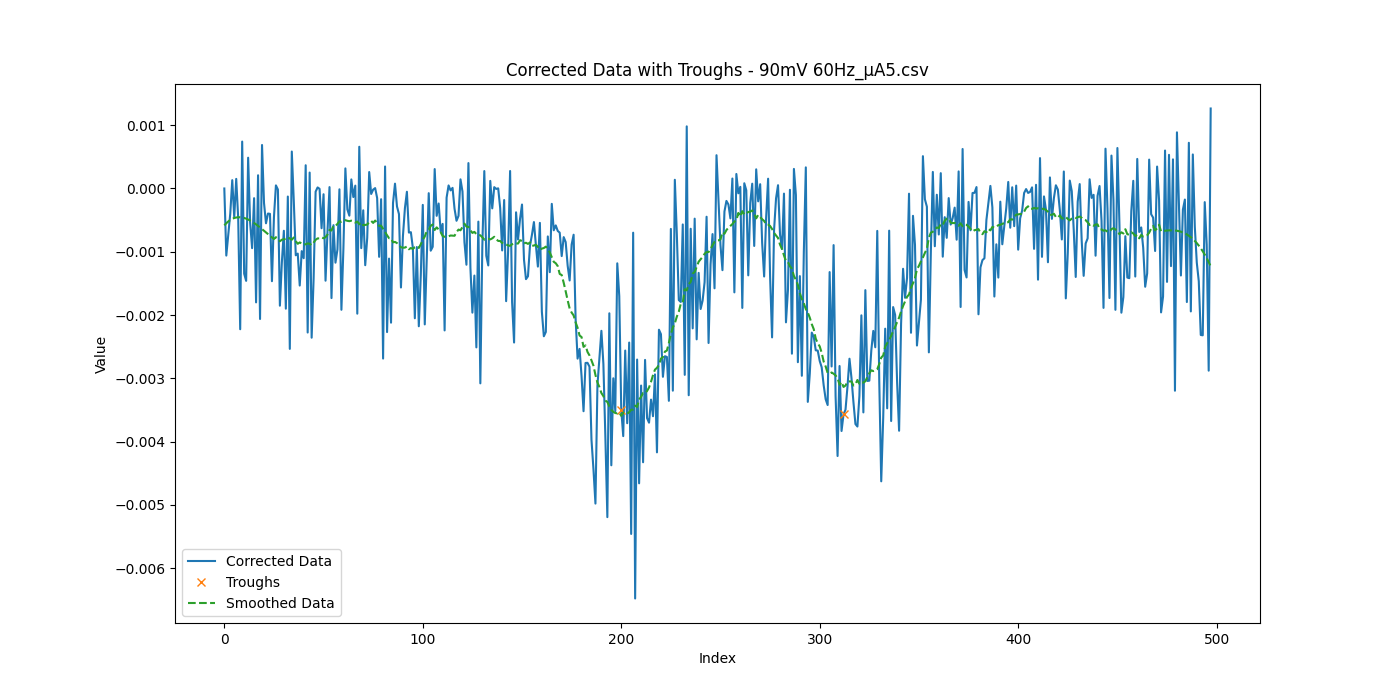 Corrected Data with Troughs - 90mV 60Hz_μA5.csv
Value
0.001
0.000
−0.001
−0.002
−0.003
−0.004
−0.005
−0.006
Corrected Data
Troughs
Smoothed Data
0 100 200 300 400 500
Index